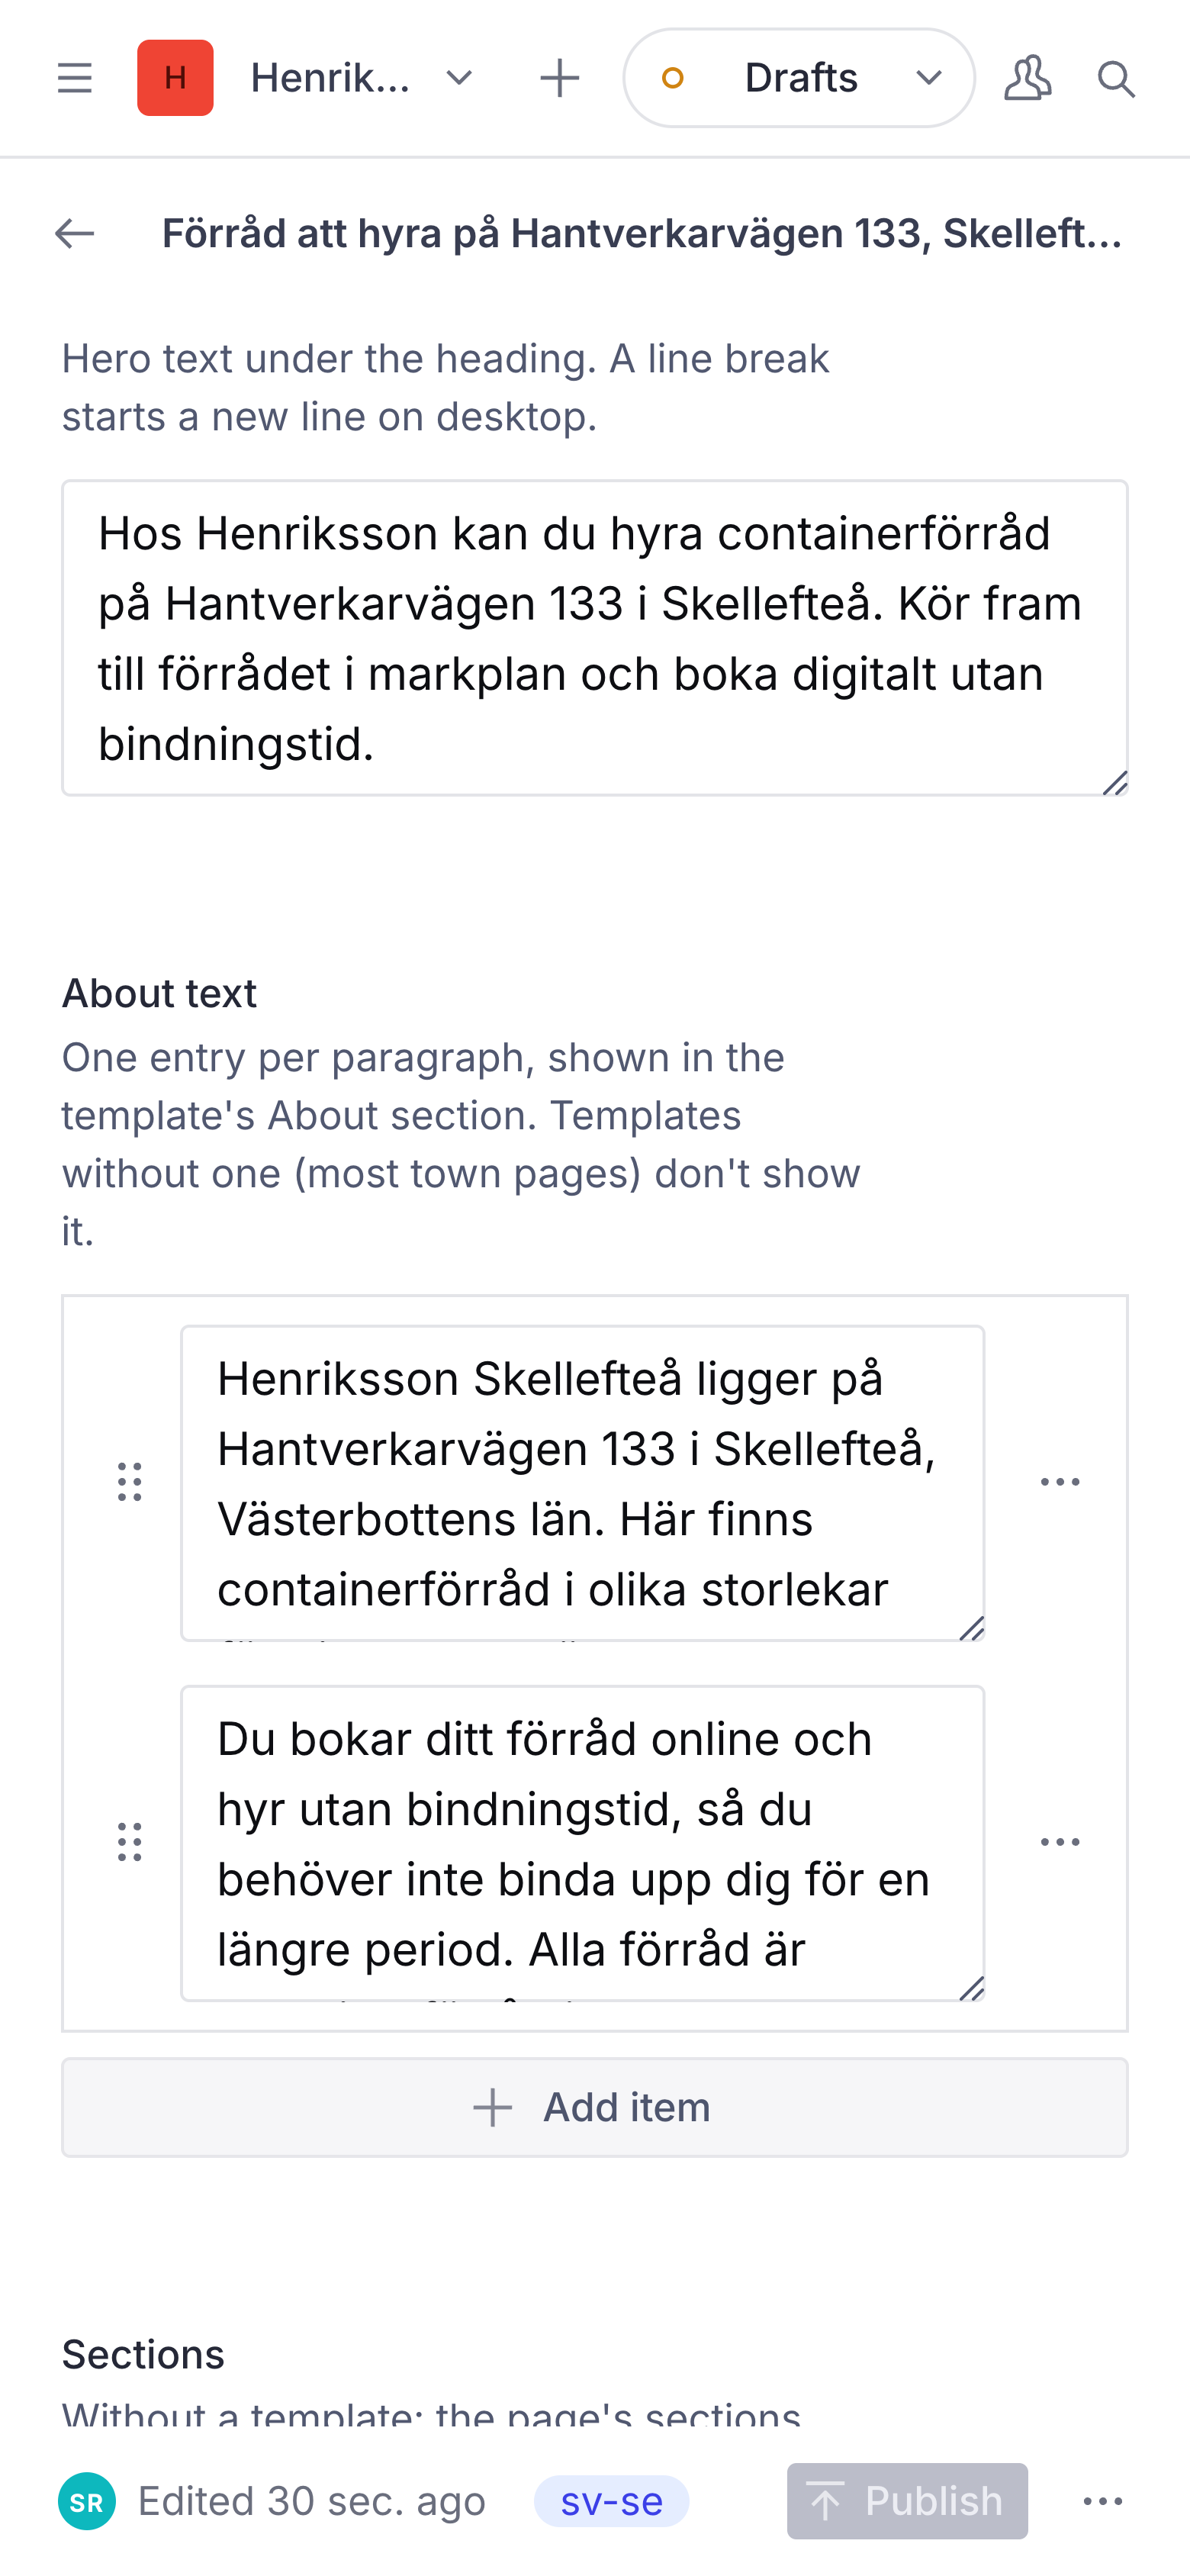 H Henrik... Drafts
Förråd att hyra på Hantverkarvägen 133, Skelleft...
Hero text under the heading. A line break
starts a new line on desktop.
Hos Henriksson kan du hyra containerförråd
på Hantverkarvägen 133 i Skellefteå. Kör fram
till förrådet i markplan och boka digitalt utan
bindningstid.
About text
One entry per paragraph, shown in the
template's About section. Templates
without one (most town pages) don't show
it.
Henriksson Skellefteå ligger på
Hantverkarvägen 133 i Skellefteå,
Västerbottens län. Här finns
containerförråd i olika storlekar
Du bokar ditt förråd online och
hyr utan bindningstid, så du
behöver inte binda upp dig för en
längre period. Alla förråd är
Add item
Sections
Without a template: the page's sections
SR Edited 30 sec. ago sv-se Publish